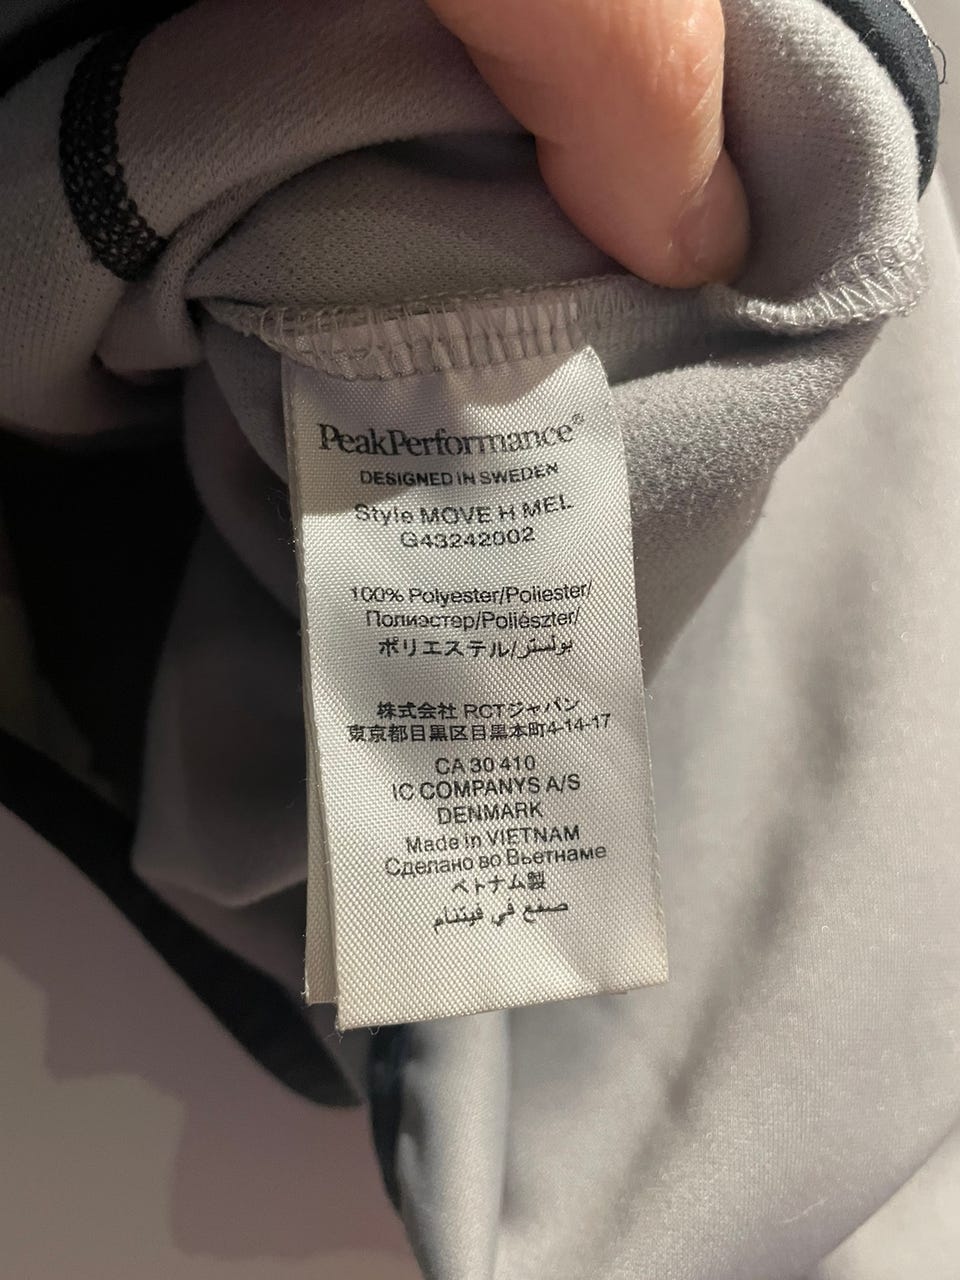 PeakPerformance®
DESIGNED IN SWEDEN
Style MOVE H MEL
G43242002
100% Polyester/Poliester/
Полиэстер/Poliészter/
ポリエステル/بولستر
株式会社 RCTジャパン
東京都目黒区目黒本町4-14-17
CA 30 410
IC COMPANYS A/S
DENMARK
Made in VIETNAM
Сделано во Вьетнаме
ベトナム製
صنع في فيتنام